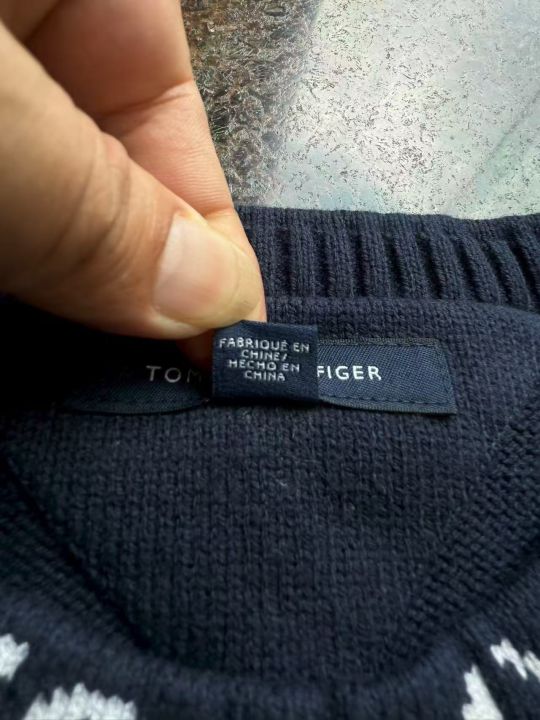 FABRIQUÉ EN
CHINE/
HECHO EN
CHINA
TOM FIGER